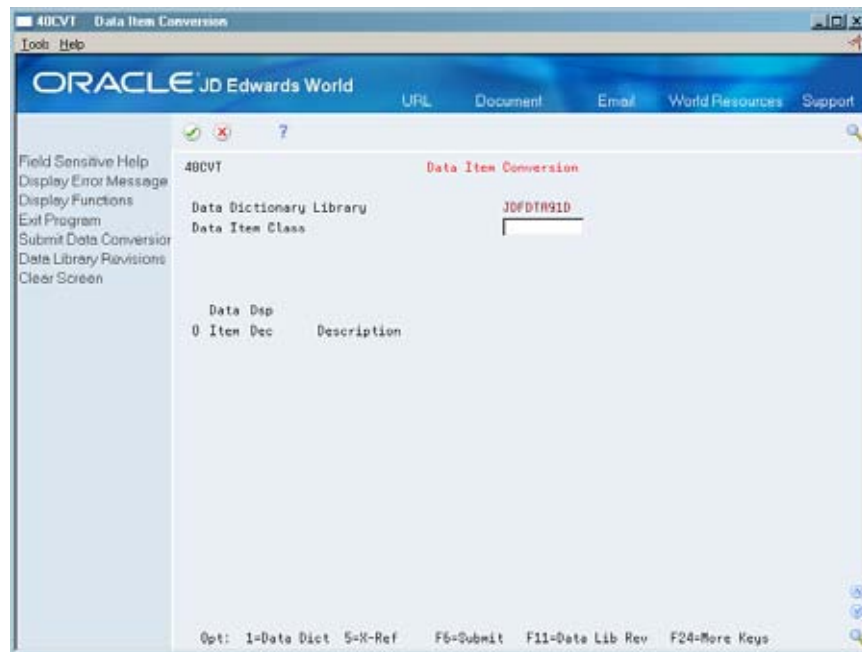 40CVT Data Item Conversion
Tools Help
ORACLE JD Edwards World
URL Document Email World Resources Support
?
Field Sensitive Help
Display Error Message
Display Functions
Exit Program
Submit Data Conversion
Data Library Revisions
Clear Screen
40CVT Data Item Conversion
Data Dictionary Library JDFDTA91D
Data Item Class
Data Dsp
O Item Dec Description
Opt: 1=Data Dict 5=X-Ref F6=Submit F11=Data Lib Rev F24=More Keys